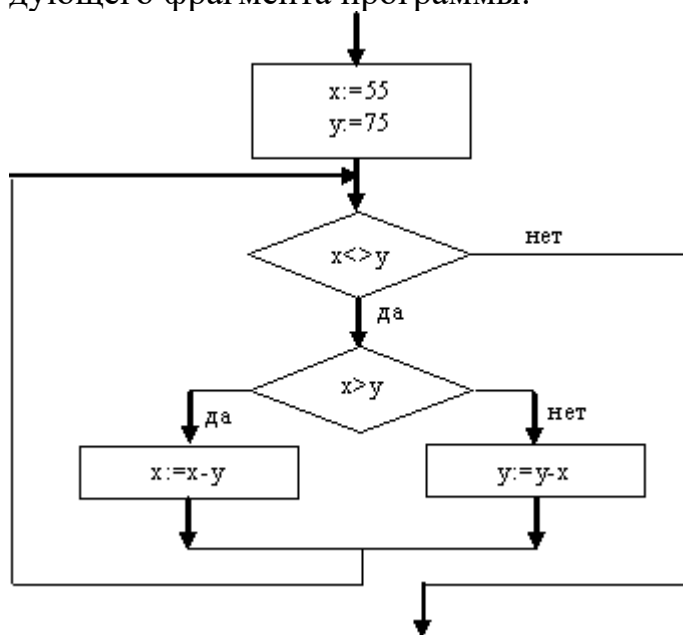 дующего фрагмента программы:
x:=55
y:=75
x<>y
нет
да
x>y
да
нет
x:=x-y
y:=y-x